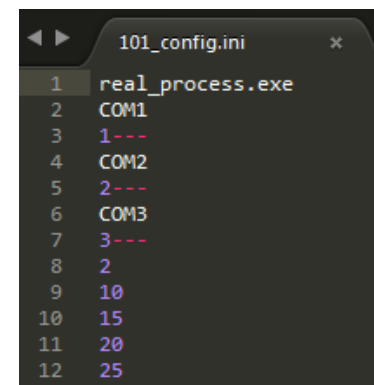 101_config.ini
1 real_process.exe
2 COM1
3 1---
4 COM2
5 2---
6 COM3
7 3---
8 2
9 10
10 15
11 20
12 25